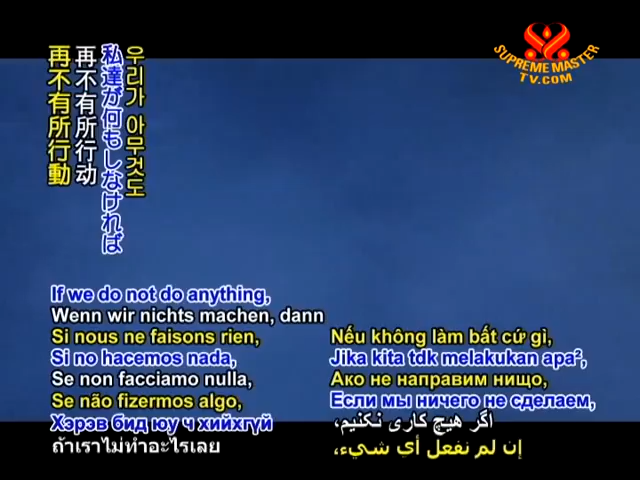 SUPREME MASTER
TV.COM
우리가 아무것도
私達が何もしなければ
再不有所行动
再不有所行動
If we do not do anything,
Wenn wir nichts machen, dann
Si nous ne faisons rien,
Si no hacemos nada,
Se non facciamo nulla,
Se não fizermos algo,
Хэрэв бид юу ч хийхгүй
ถ้าเราไม่ทำอะไรเลย
Nếu không làm bất cứ gì,
Jika kita tdk melakukan apa²,
Ако не направим нищо,
Если мы ничего не сделаем,
اگر هیچ کاری نکنیم،
إن لم نفعل أي شيء،